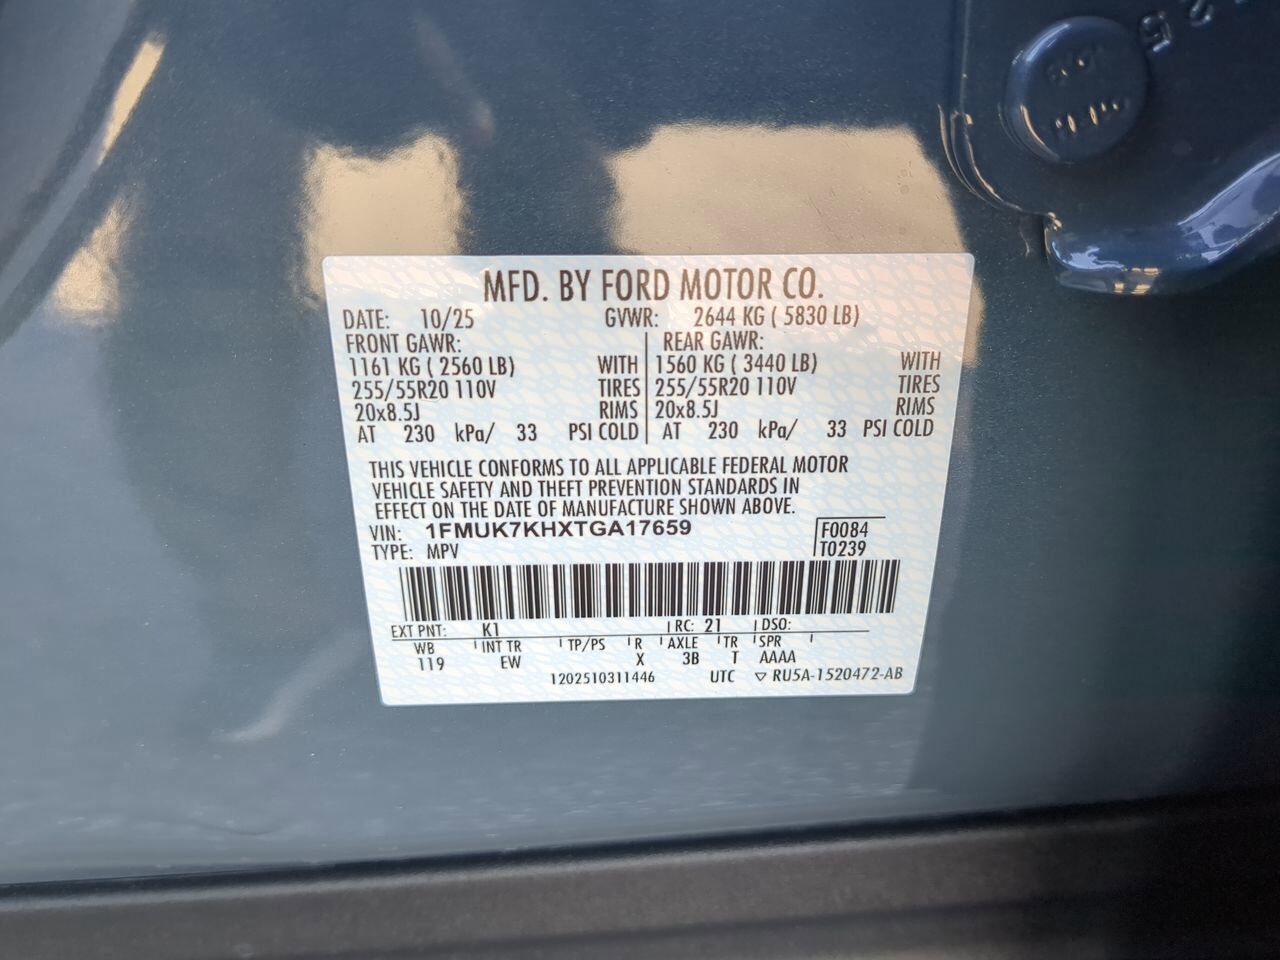 MFD. BY FORD MOTOR CO.
DATE: 10/25 GVWR: 2644 KG ( 5830 LB)
FRONT GAWR: REAR GAWR:
1161 KG ( 2560 LB) WITH 1560 KG ( 3440 LB) WITH
255/55R20 110V TIRES 255/55R20 110V TIRES
20x8.5J RIMS 20x8.5J RIMS
AT 230 kPa/ 33 PSI COLD AT 230 kPa/ 33 PSI COLD
THIS VEHICLE CONFORMS TO ALL APPLICABLE FEDERAL MOTOR
VEHICLE SAFETY AND THEFT PREVENTION STANDARDS IN
EFFECT ON THE DATE OF MANUFACTURE SHOWN ABOVE.
VIN: 1FMUK7KHXTGA17659 F0084
TYPE: MPV T0239
EXT PNT: K1 RC: 21 DSO:
WB INT TR TP/PS R AXLE TR SPR
119 EW X 3B T AAAA
1202510311446 UTC ▽ RU5A-1520472-AB